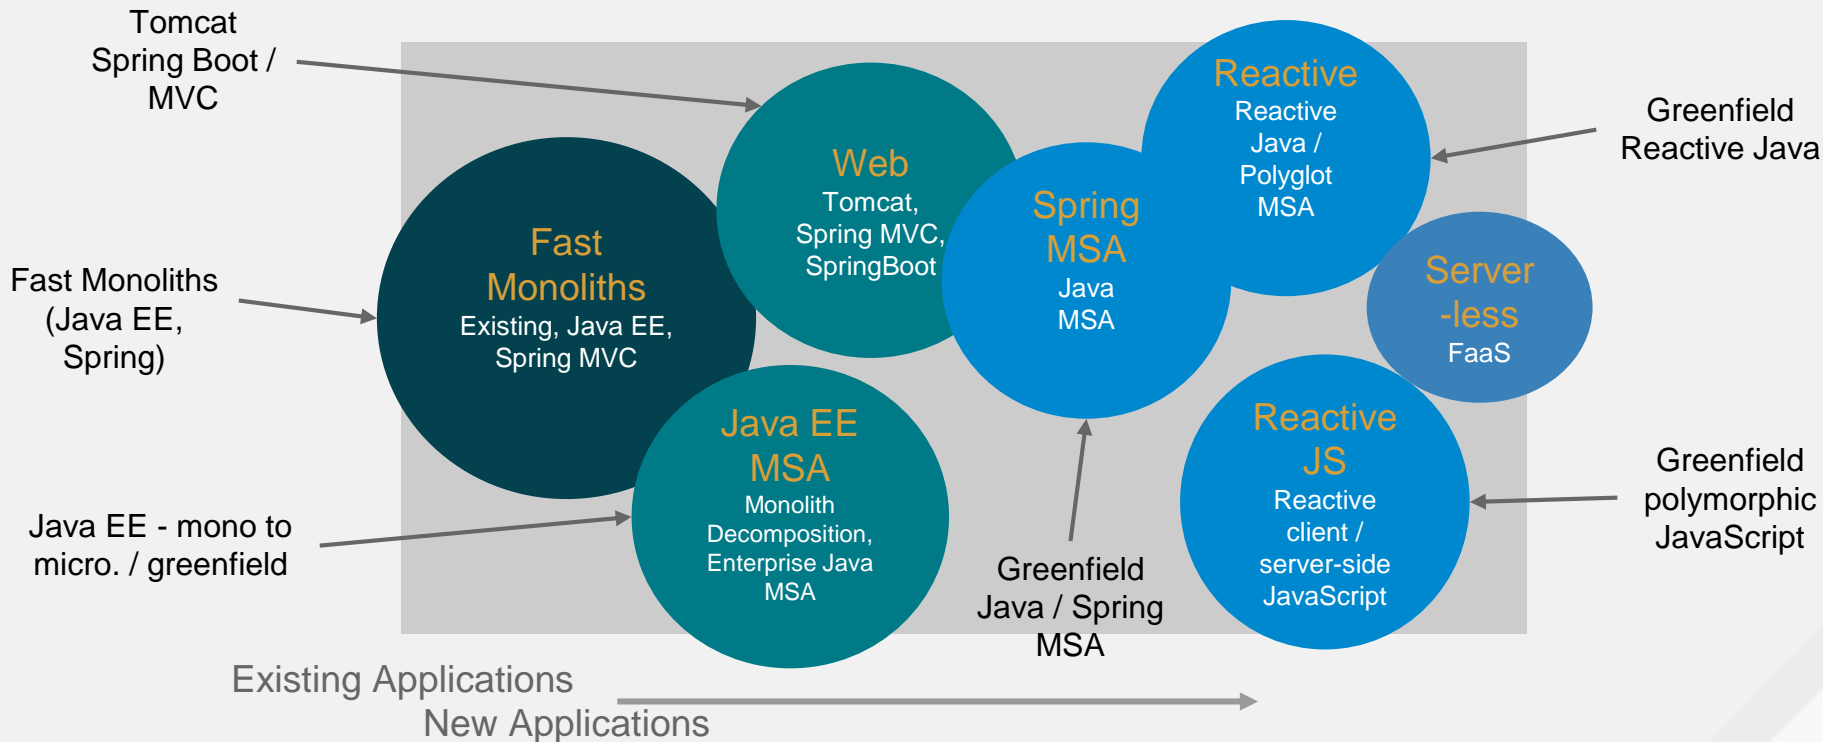 Tomcat
Spring Boot /
MVC
Fast Monoliths
(Java EE,
Spring)
Java EE - mono to
micro. / greenfield
Fast
Monoliths
Existing, Java EE,
Spring MVC
Web
Tomcat,
Spring MVC,
SpringBoot
Java EE
MSA
Monolith
Decomposition,
Enterprise Java
MSA
Spring
MSA
Java
MSA
Greenfield
Java / Spring
MSA
Reactive
Reactive
Java /
Polyglot
MSA
Server
-less
FaaS
Reactive
JS
Reactive
client /
server-side
JavaScript
Greenfield
Reactive Java
Greenfield
polymorphic
JavaScript
Existing Applications
New Applications